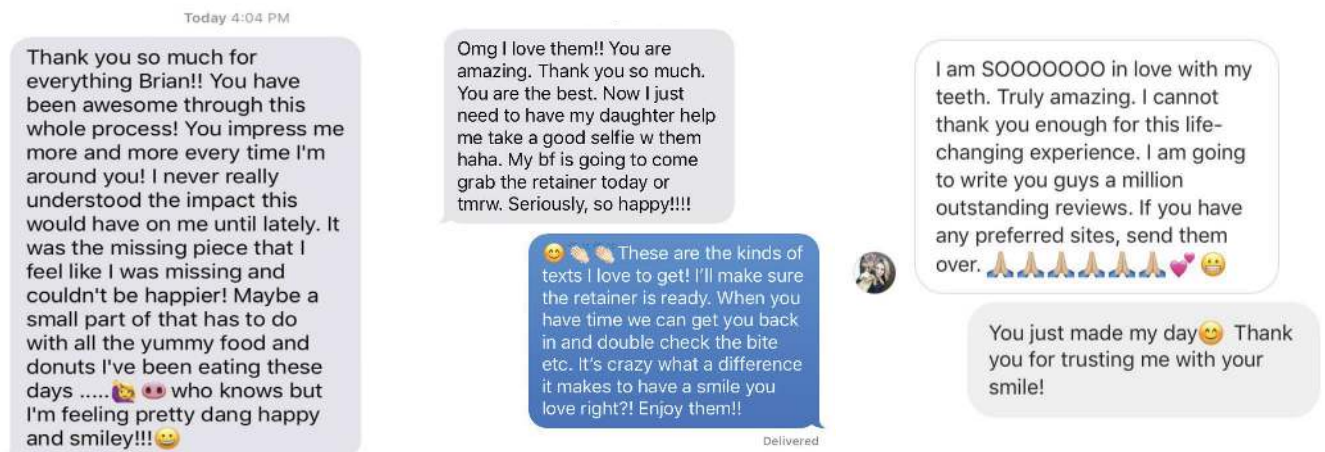 Today 4:04 PM
Thank you so much for
everything Brian!! You have
been awesome through this
whole process! You impress me
more and more every time I'm
around you! I never really
understood the impact this
would have on me until lately. It
was the missing piece that I
feel like I was missing and
couldn't be happier! Maybe a
small part of that has to do
with all the yummy food and
donuts I've been eating these
days .....🙋 🐽 who knows but
I'm feeling pretty dang happy
and smiley!!!😀
Omg I love them!! You are
amazing. Thank you so much.
You are the best. Now I just
need to have my daughter help
me take a good selfie w them
haha. My bf is going to come
grab the retainer today or
tmrw. Seriously, so happy!!!!
😊 👏🏻 👏🏻 These are the kinds of
texts I love to get! I'll make sure
the retainer is ready. When you
have time we can get you back
in and double check the bite
etc. It's crazy what a difference
it makes to have a smile you
love right?! Enjoy them!!
Delivered
I am SOOOOOOO in love with my
teeth. Truly amazing. I cannot
thank you enough for this life-
changing experience. I am going
to write you guys a million
outstanding reviews. If you have
any preferred sites, send them
over. 🙏🏼🙏🏼🙏🏼🙏🏼🙏🏼🙏🏼💕😬
You just made my day😊 Thank
you for trusting me with your
smile!